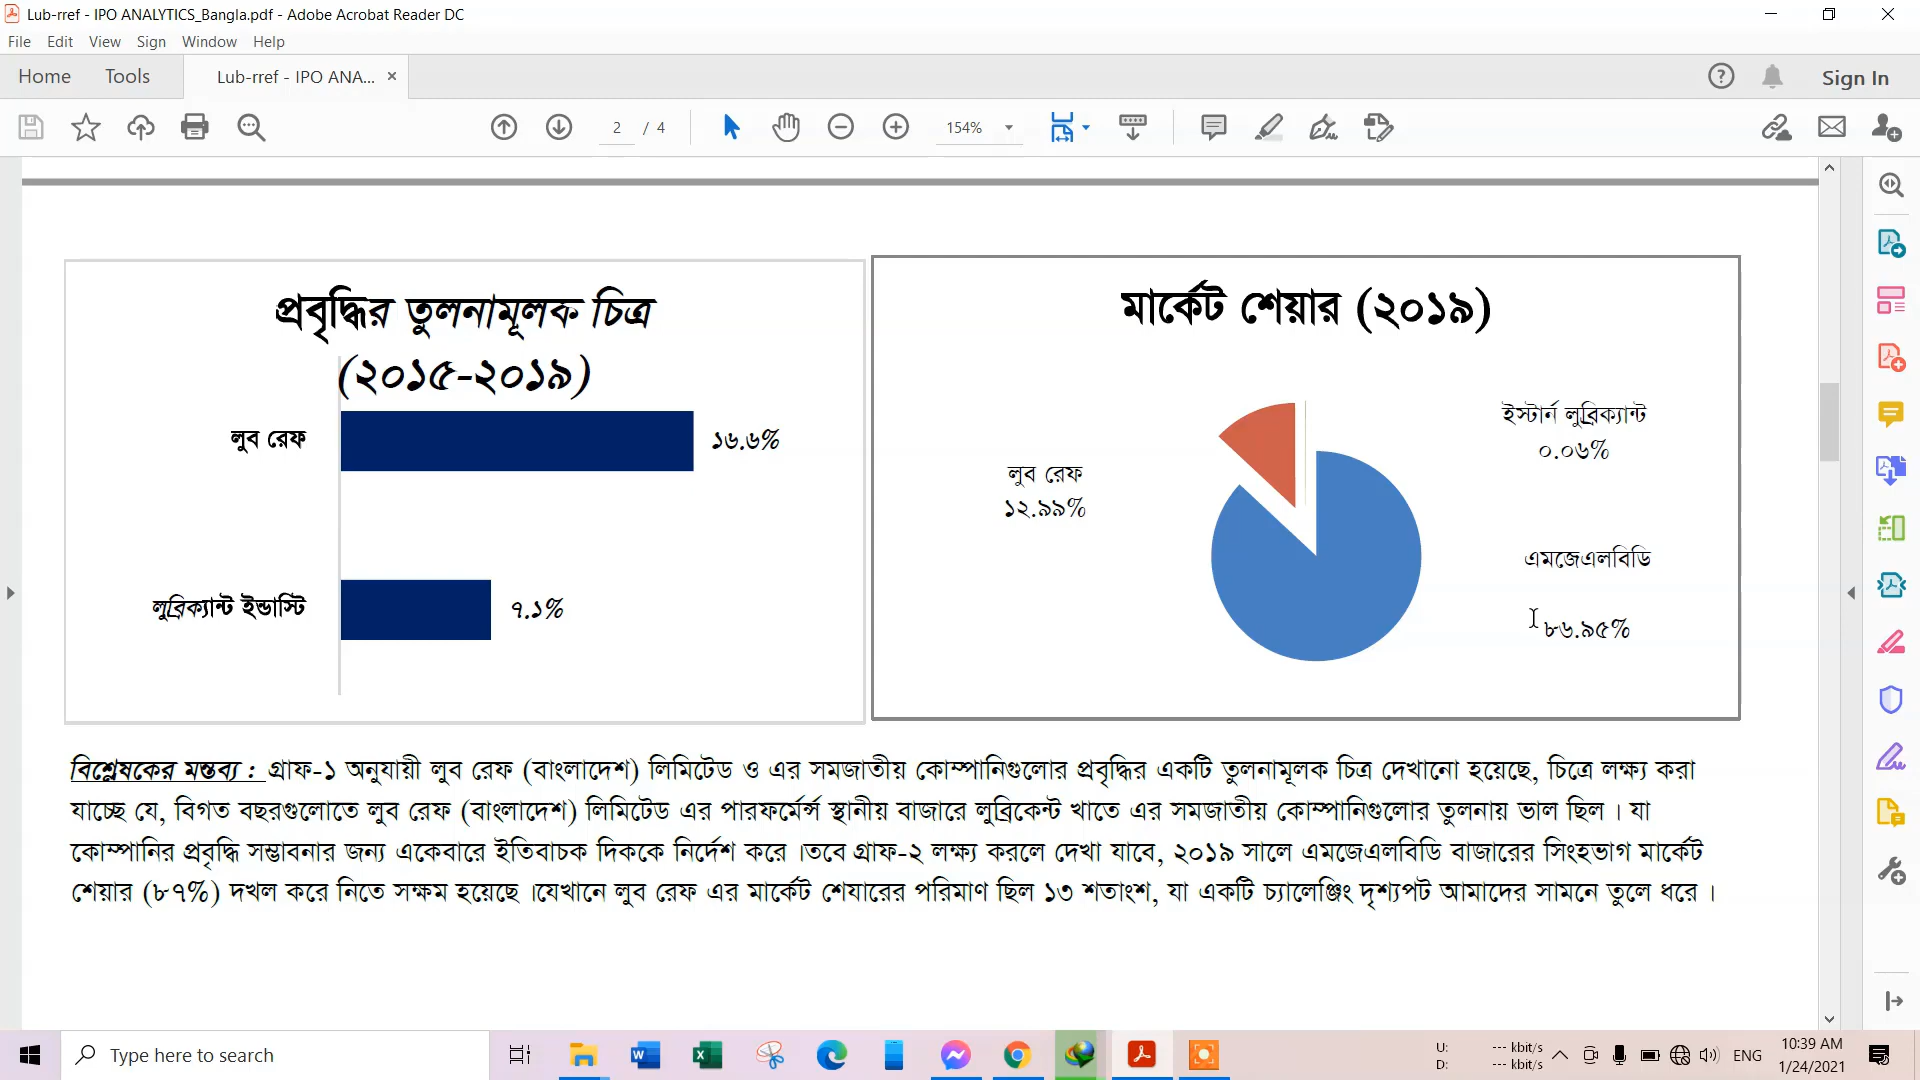 Lub-rref - IPO ANALYTICS_Bangla.pdf - Adobe Acrobat Reader DC
File Edit View Sign Window Help
Home Tools Lub-rref - IPO ANA... × Sign In
2 / 4 154%
প্রবৃদ্ধির তুলনামূলক চিত্র
(২০১৫-২০১৯)
লুব রেফ ১৬.৬%
লুব্রিক্যান্ট ইন্ডাস্টি ৭.১%
মার্কেট শেয়ার (২০১৯)
ইস্টার্ন লুব্রিক্যান্ট
০.০৬%
লুব রেফ
১২.৯৯%
এমজেএলবিডি
৮৬.৯৫%
বিশ্লেষকের মন্তব্য : গ্রাফ-১ অনুযায়ী লুব রেফ (বাংলাদেশ) লিমিটেড ও এর সমজাতীয় কোম্পানিগুলোর প্রবৃদ্ধির একটি তুলনামূলক চিত্র দেখানো হয়েছে, চিত্রে লক্ষ্য করা
যাচ্ছে যে, বিগত বছরগুলোতে লুব রেফ (বাংলাদেশ) লিমিটেড এর পারফর্মের্ন্স স্থানীয় বাজারে লুব্রিকেন্ট খাতে এর সমজাতীয় কোম্পানিগুলোর তুলনায় ভাল ছিল । যা
কোম্পানির প্রবৃদ্ধি সম্ভাবনার জন্য একেবারে ইতিবাচক দিককে নির্দেশ করে ।তবে গ্রাফ-২ লক্ষ্য করলে দেখা যাবে, ২০১৯ সালে এমজেএলবিডি বাজারের সিংহভাগ মার্কেট
শেয়ার (৮৭%) দখল করে নিতে সক্ষম হয়েছে ।যেখানে লুব রেফ এর মার্কেট শেযারের পরিমাণ ছিল ১৩ শতাংশ, যা একটি চ্যালেঞ্জিং দৃশ্যপট আমাদের সামনে তুলে ধরে ।
Type here to search
U: --- kbit/s
D: --- kbit/s
ENG
10:39 AM
1/24/2021